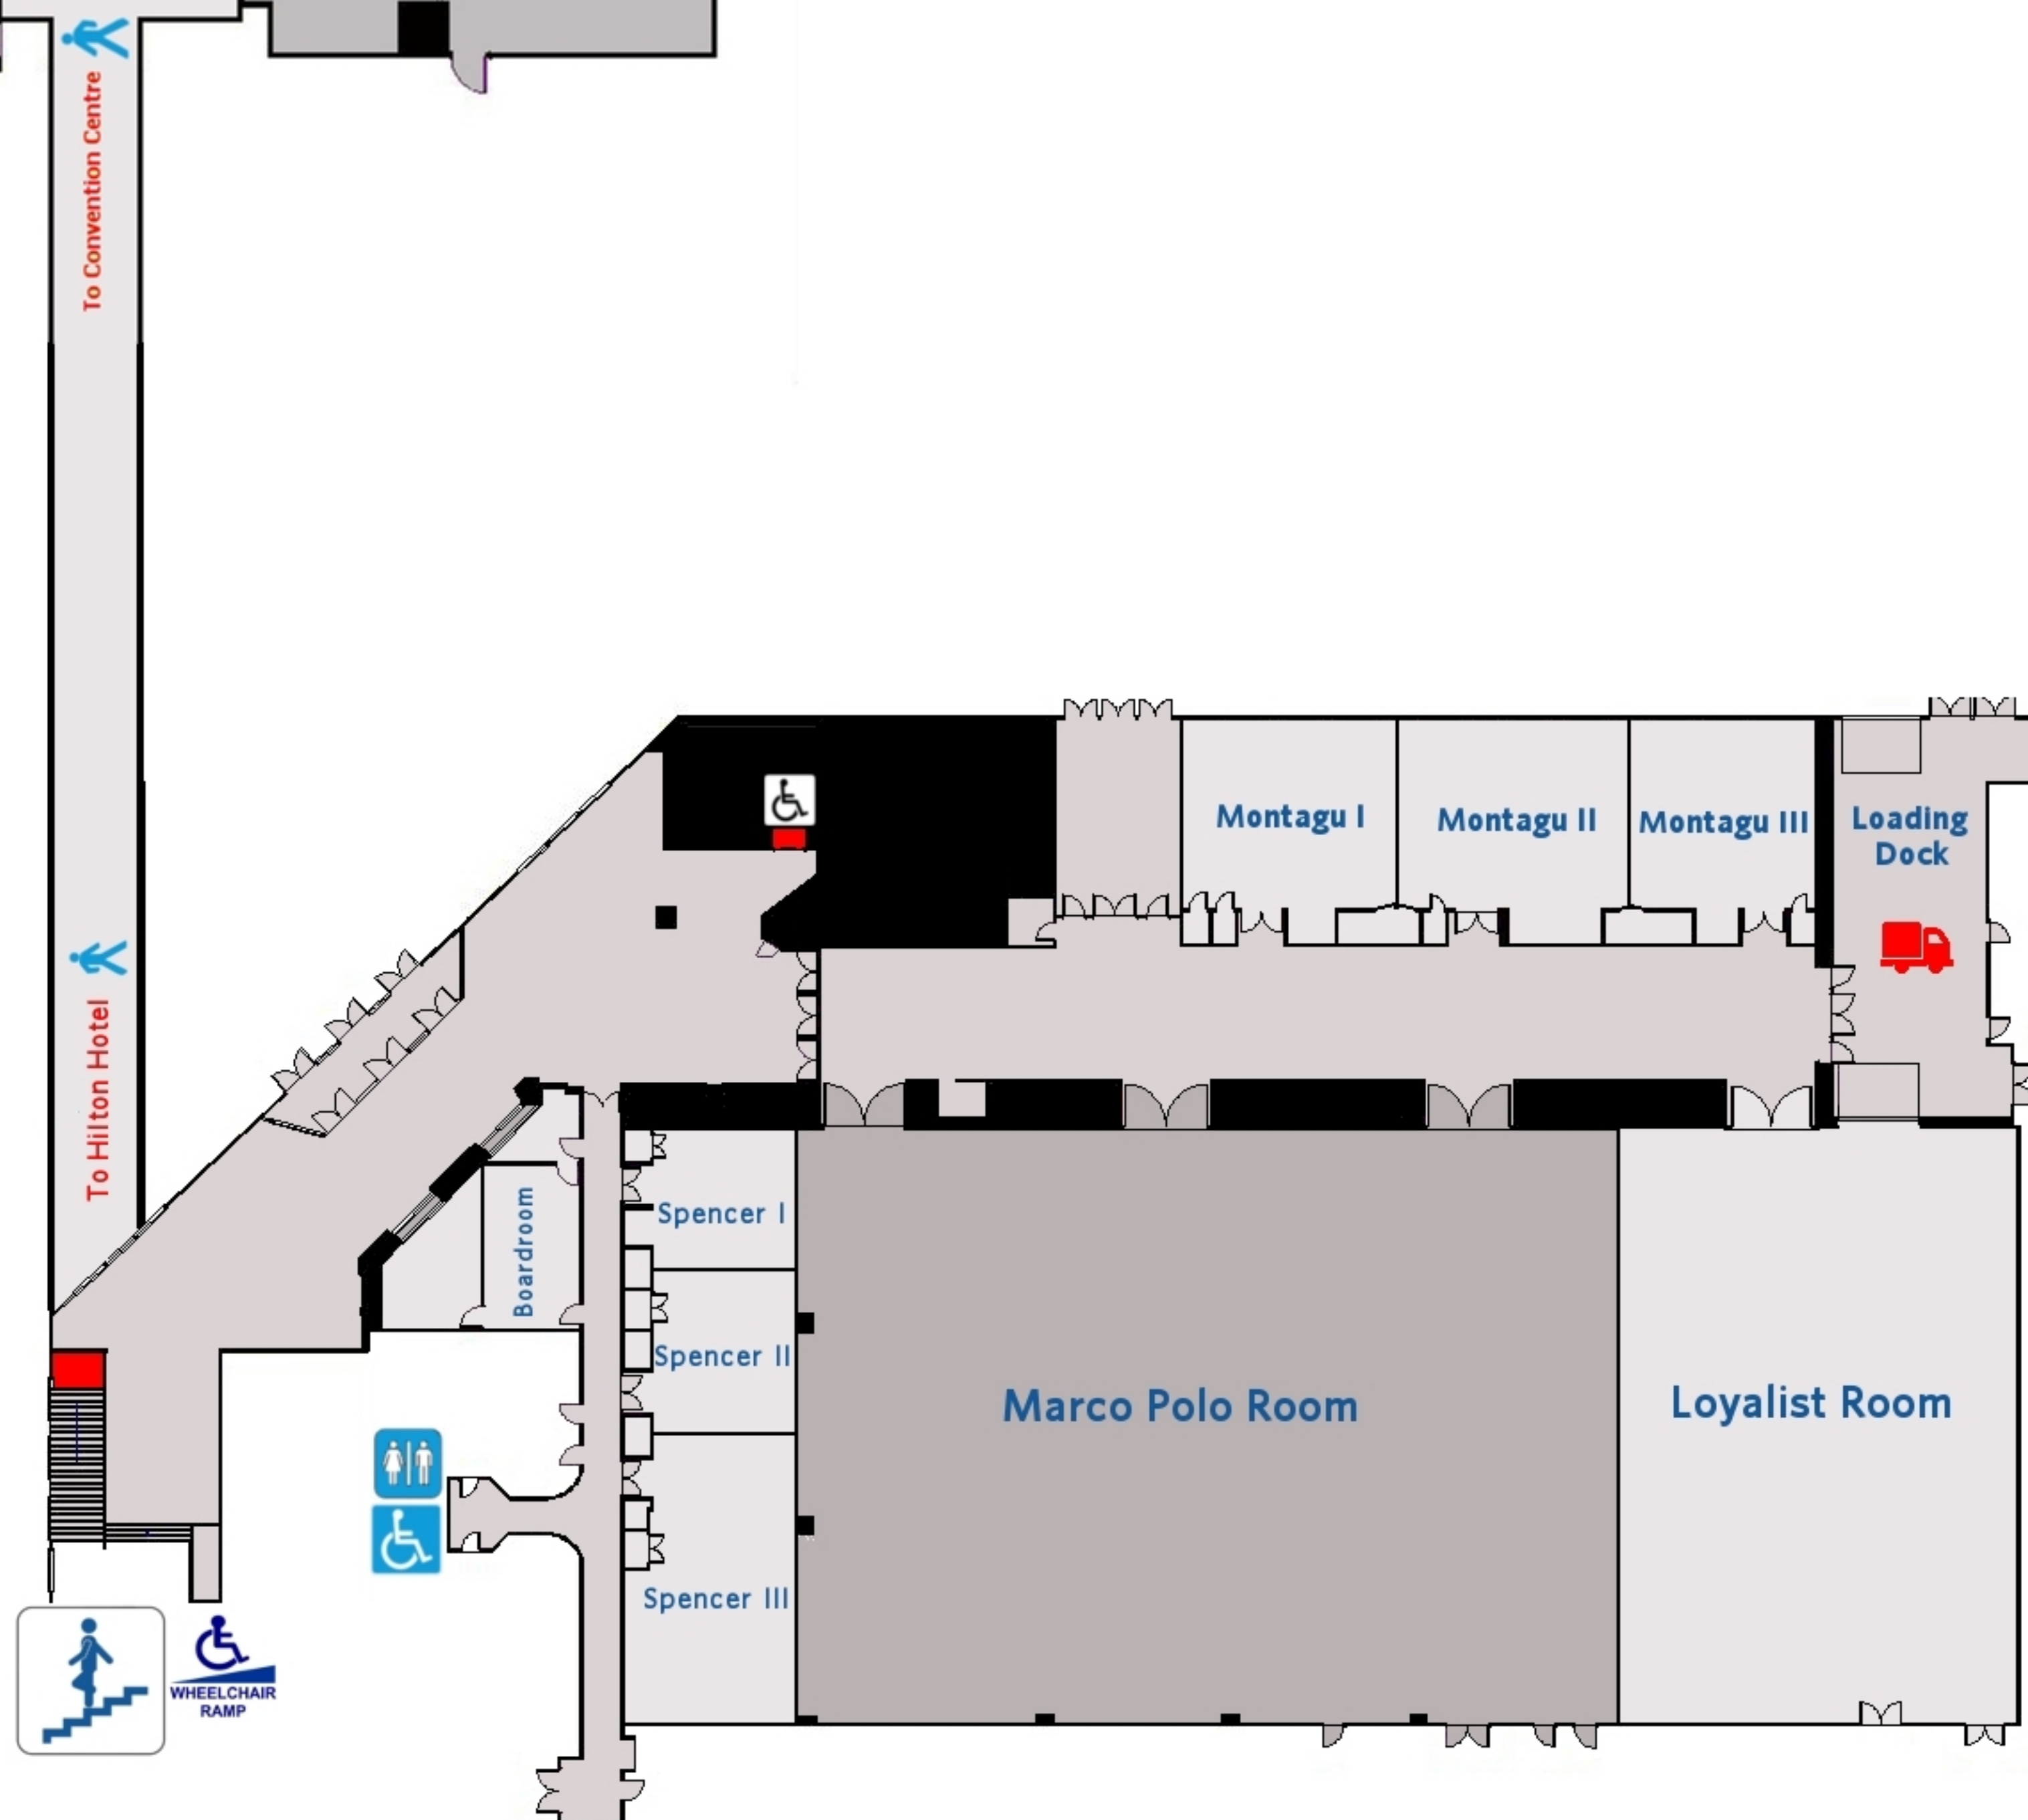 To Convention Centre
To Hilton Hotel
Montagu I
Montagu II
Montagu III
Loading
Dock
Boardroom
Spencer I
Spencer II
Spencer III
Marco Polo Room
Loyalist Room
WHEELCHAIR
RAMP